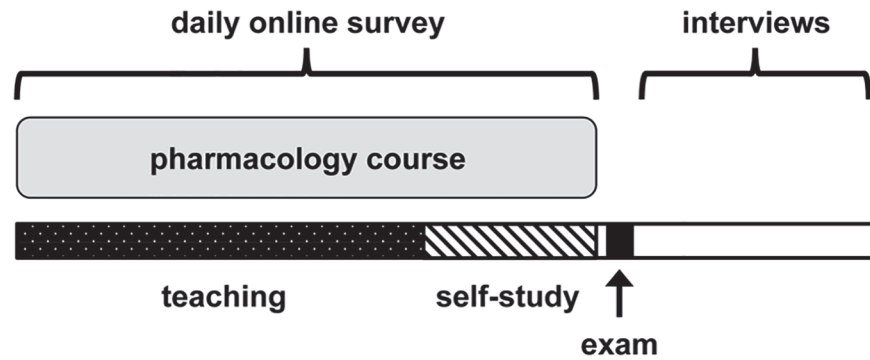 daily online survey
interviews
pharmacology course
teaching
self-study
exam